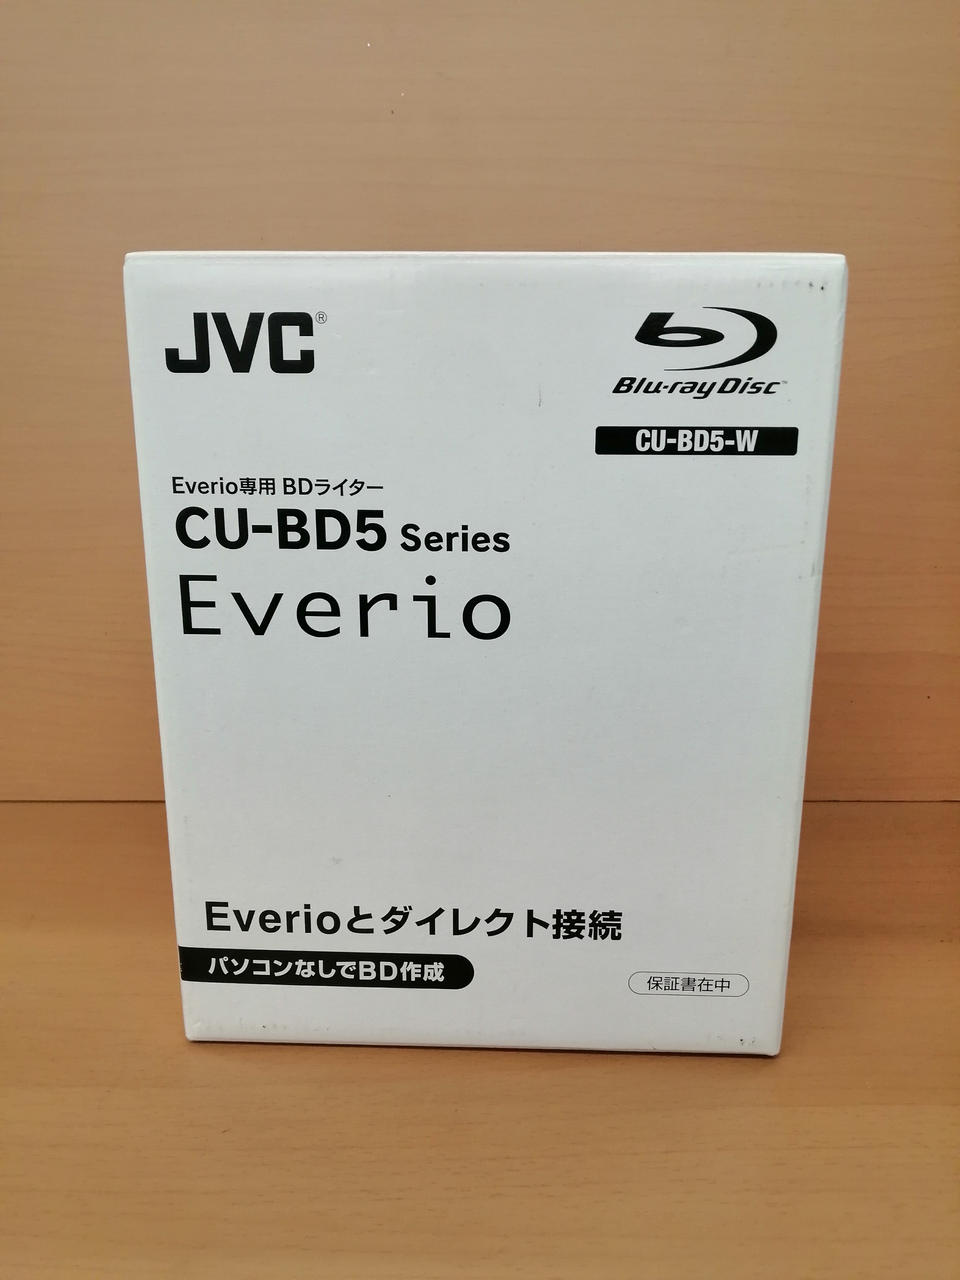 JVC®
Blu-ray Disc™
CU-BD5-W
Everio専用 BDライター
CU-BD5 Series
Everio
Everioとダイレクト接続
パソコンなしでBD作成
保証書在中